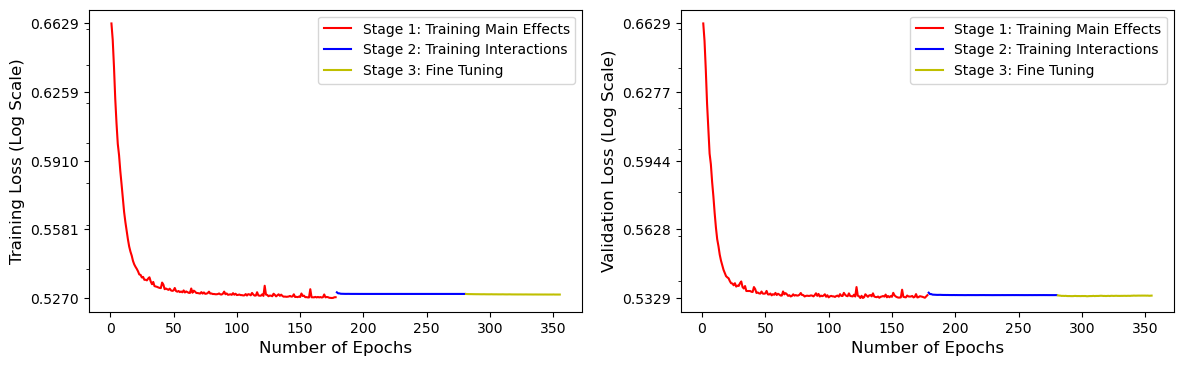 Training Loss (Log Scale)
0.6629
0.6259
0.5910
0.5581
0.5270
Stage 1: Training Main Effects
Stage 2: Training Interactions
Stage 3: Fine Tuning
0 50 100 150 200 250 300 350
Number of Epochs
Validation Loss (Log Scale)
0.6629
0.6277
0.5944
0.5628
0.5329
Stage 1: Training Main Effects
Stage 2: Training Interactions
Stage 3: Fine Tuning
0 50 100 150 200 250 300 350
Number of Epochs